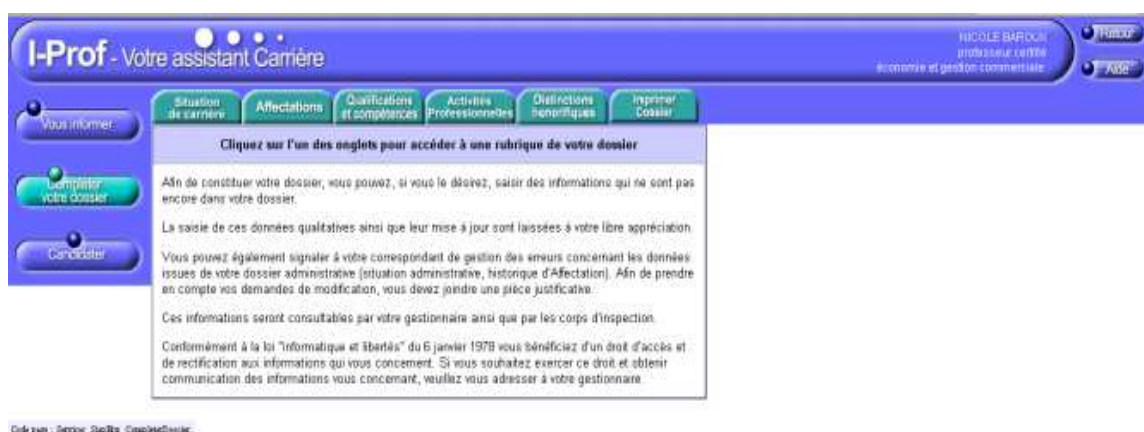 I-Prof - Votre assistant Carrière
NICOLE BAROUX
professeur certifié
économie et gestion commerciale
Retour
Aide
Vous informer
Compléter
votre dossier
Candidater
Situation
de carrière
Affectations
Qualifications
et compétences
Activités
Professionnelles
Distinctions
honorifiques
Imprimer
Dossier
Cliquez sur l'un des onglets pour accéder à une rubrique de votre dossier
Afin de constituer votre dossier, vous pouvez, si vous le désirez, saisir des informations qui ne sont pas
encore dans votre dossier.
La saisie de ces données qualitatives ainsi que leur mise à jour sont laissées à votre libre appréciation.
Vous pouvez également signaler à votre correspondant de gestion des erreurs concernant les données
issues de votre dossier administrative (situation administrative, historique d'Affectation). Afin de prendre
en compte vos demandes de modification, vous devez joindre une pièce justificative.
Ces informations seront consultables par votre gestionnaire ainsi que par les corps d'inspection.
Conformément à la loi "informatique et libertés" du 6 janvier 1978 vous bénéficiez d'un droit d'accès et
de rectification aux informations qui vous concernent. Si vous souhaitez exercer ce droit et obtenir
communication des informations vous concernant, veuillez vous adresser à votre gestionnaire
Code page :